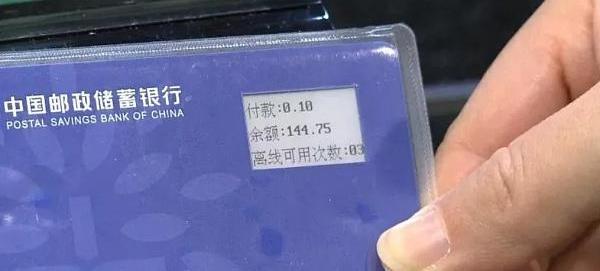 中国邮政储蓄银行
POSTAL SAVINGS BANK OF CHINA
付款:0.10
余额:144.75
离线可用次数:03